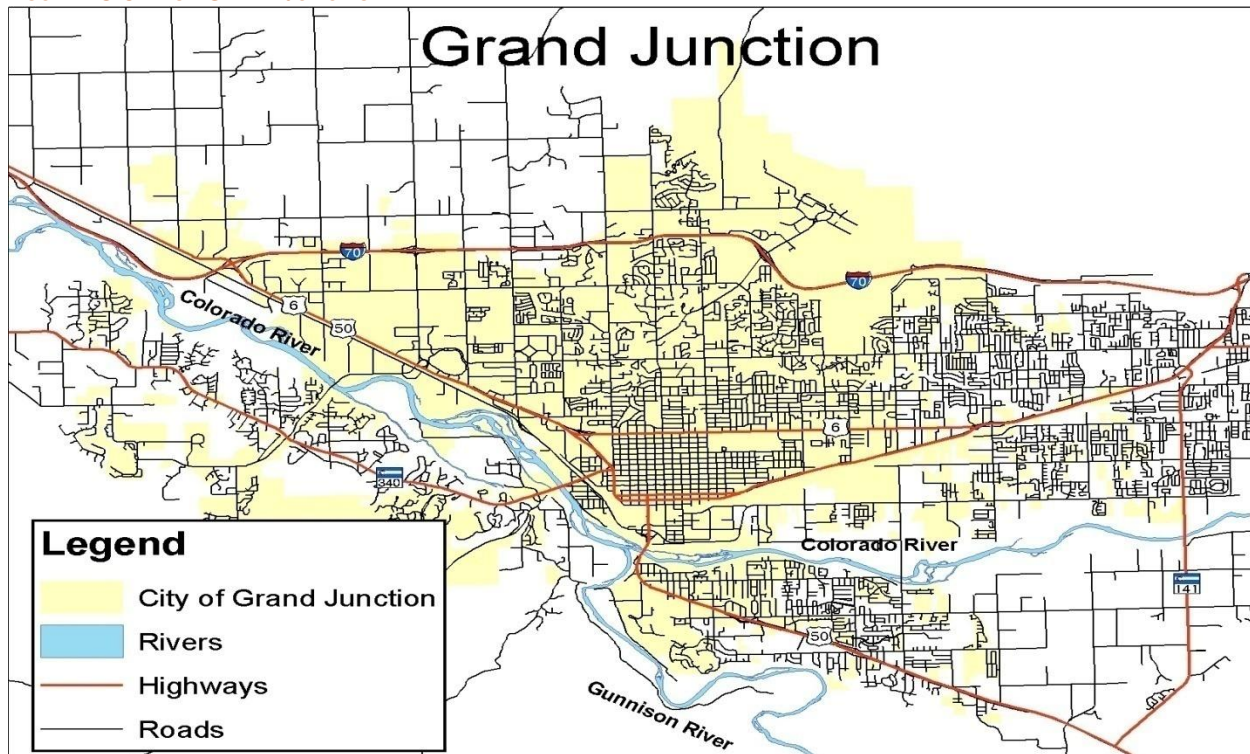 Grand Junction
70
70
6
50
Colorado River
6
340
Colorado River
141
50
Gunnison River
Legend
City of Grand Junction
Rivers
Highways
Roads